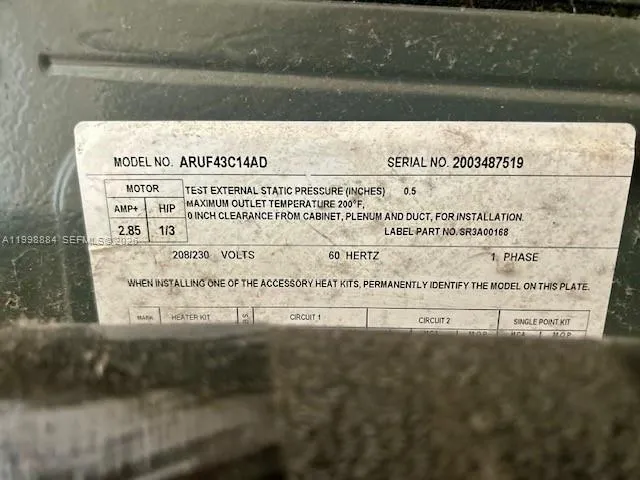 MODEL NO. ARUF43C14AD SERIAL NO. 2003487519
MOTOR
AMP+ H/P
2.85 1/3
TEST EXTERNAL STATIC PRESSURE (INCHES) 0.5
MAXIMUM OUTLET TEMPERATURE 200°F,
0 INCH CLEARANCE FROM CABINET, PLENUM AND DUCT, FOR INSTALLATION.
LABEL PART NO. SR3A00168
A11998884 SEFMLS © 2026
208/230 VOLTS 60 HERTZ 1 PHASE
WHEN INSTALLING ONE OF THE ACCESSORY HEAT KITS, PERMANENTLY IDENTIFY THE MODEL ON THIS PLATE.
MARK HEATER KIT CIRCUIT 1 CIRCUIT 2 SINGLE POINT KIT